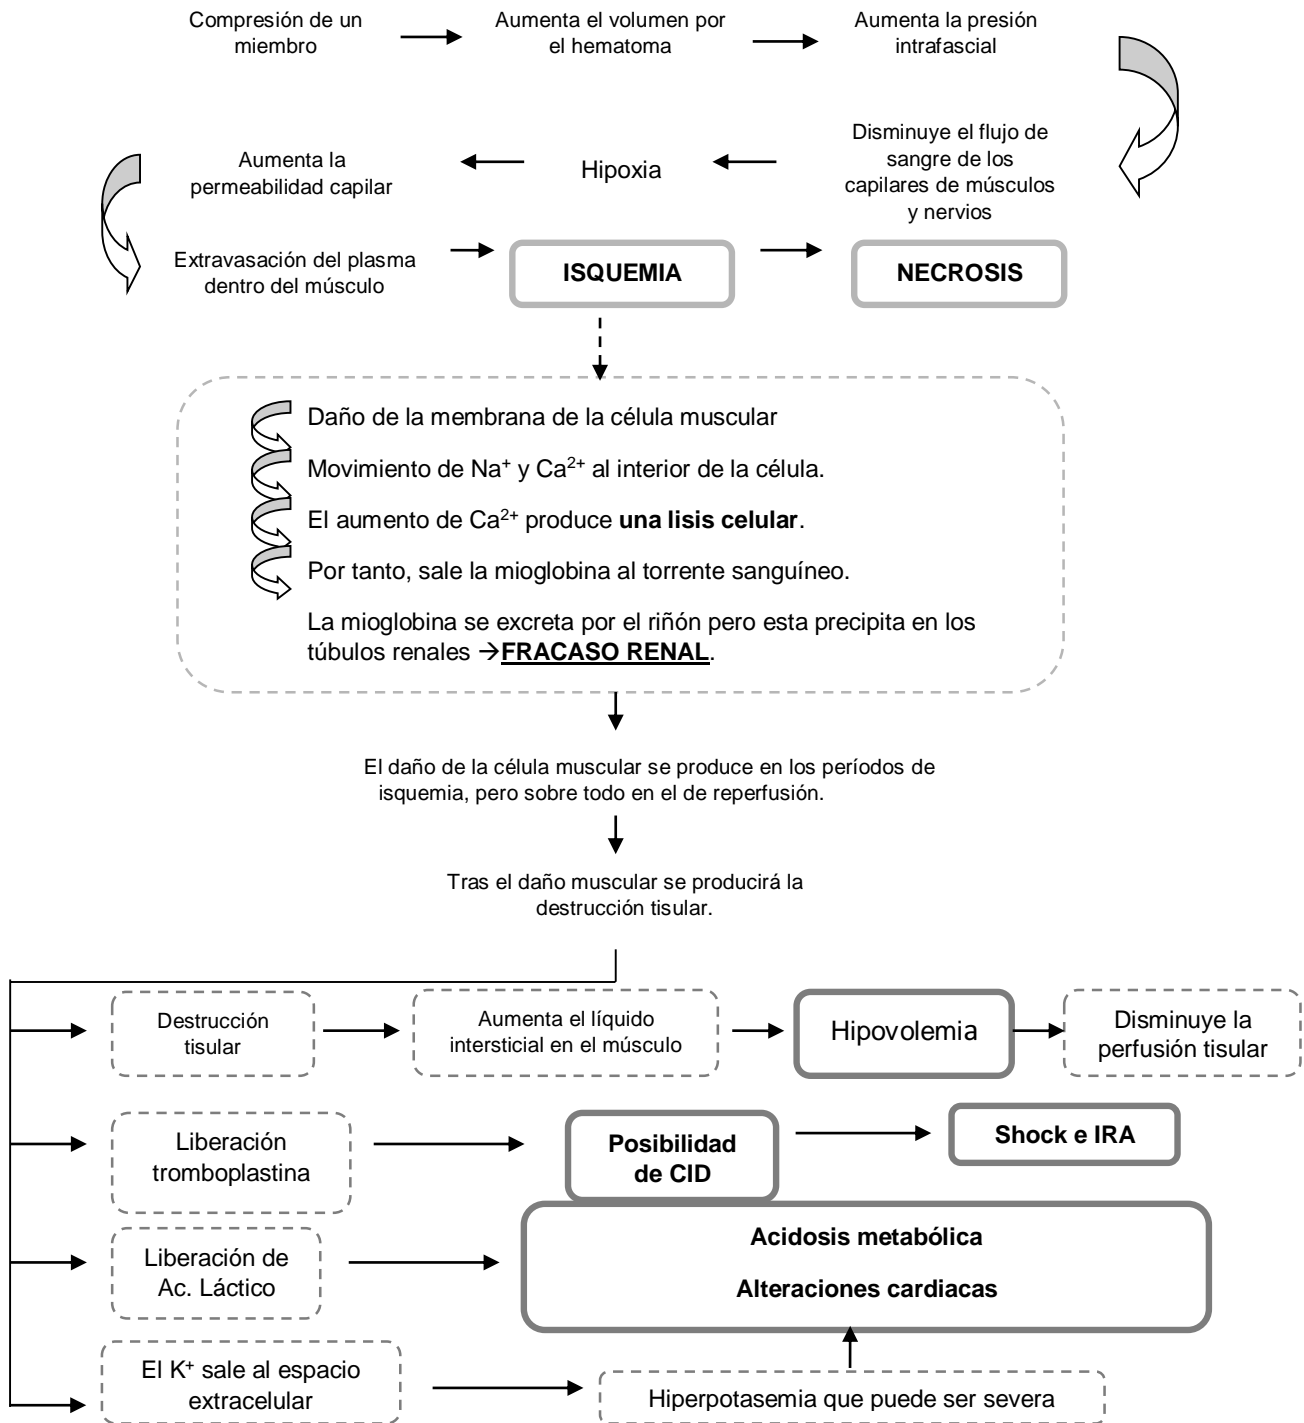 Compresión de un
miembro
Aumenta el volumen por
el hematoma
Aumenta la presión
intrafascial
Disminuye el flujo de
sangre de los
capilares de músculos
y nervios
Hipoxia
Aumenta la
permeabilidad capilar
Extravasación del plasma
dentro del músculo
ISQUEMIA
NECROSIS
Daño de la membrana de la célula muscular
Movimiento de Na⁺ y Ca²⁺ al interior de la célula.
El aumento de Ca²⁺ produce una lisis celular.
Por tanto, sale la mioglobina al torrente sanguíneo.
La mioglobina se excreta por el riñón pero esta precipita en los
túbulos renales →FRACASO RENAL.
El daño de la célula muscular se produce en los períodos de
isquemia, pero sobre todo en el de reperfusión.
Tras el daño muscular se producirá la
destrucción tisular.
Destrucción
tisular
Aumenta el líquido
intersticial en el músculo
Hipovolemia
Disminuye la
perfusión tisular
Liberación
tromboplastina
Posibilidad
de CID
Shock e IRA
Liberación de
Ac. Láctico
Acidosis metabólica
Alteraciones cardiacas
El K⁺ sale al espacio
extracelular
Hiperpotasemia que puede ser severa